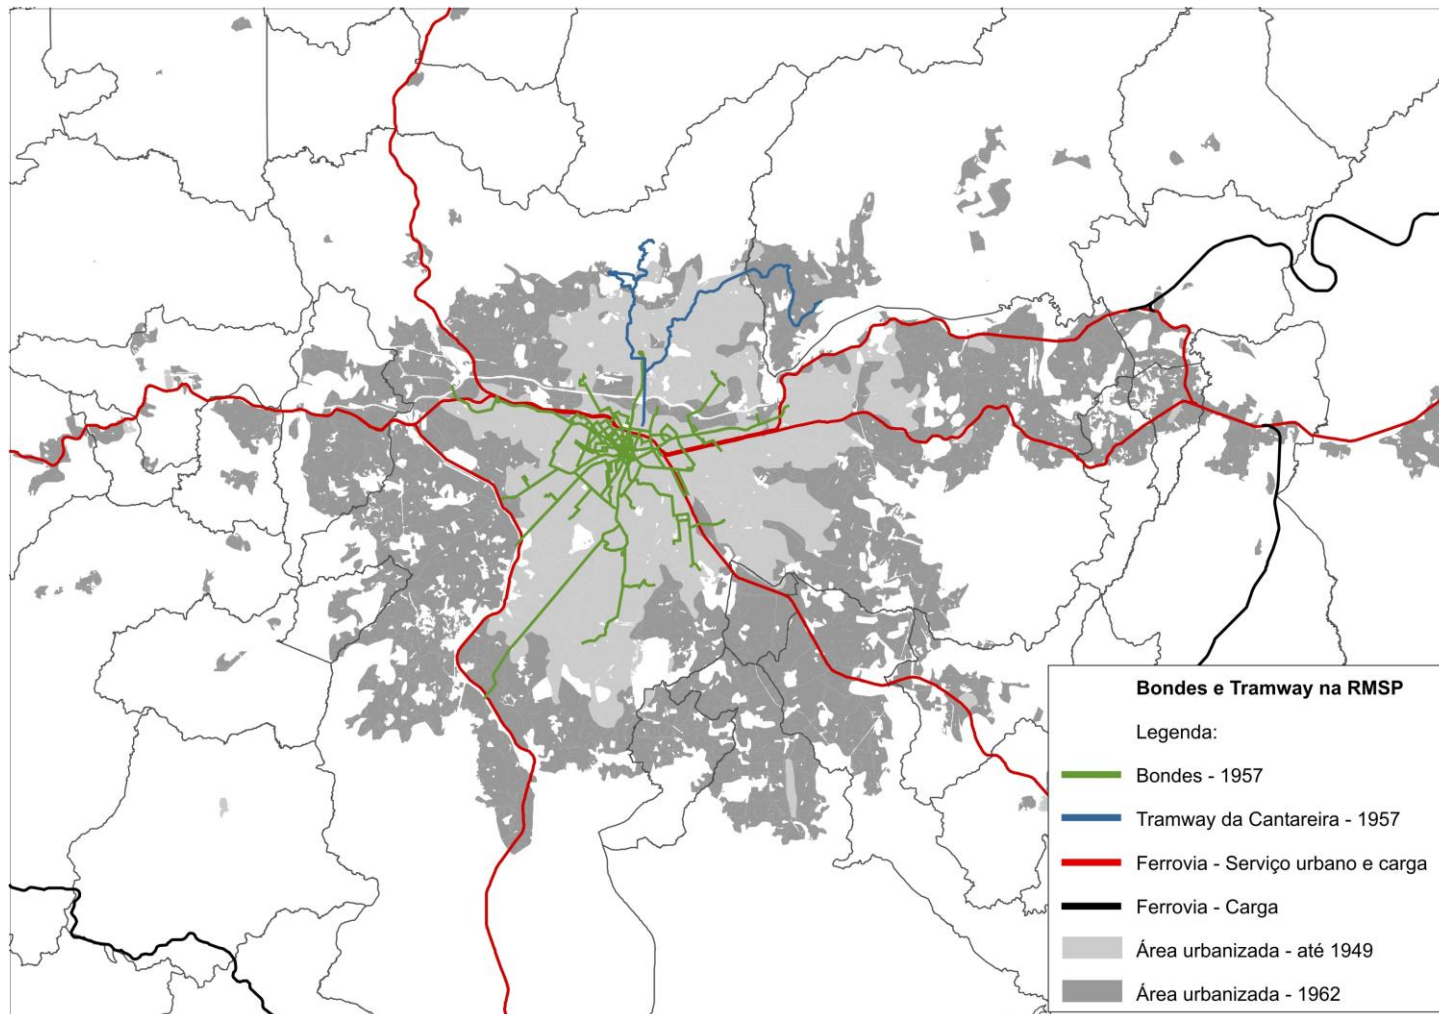 Bondes e Tramway na RMSP
Legenda:
Bondes - 1957
Tramway da Cantareira - 1957
Ferrovia - Serviço urbano e carga
Ferrovia - Carga
Área urbanizada - até 1949
Área urbanizada - 1962